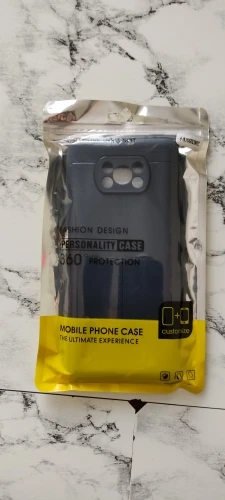 FASHION DESIGN
PERSONALITY CASE
360 PROTECTION
customize
MOBILE PHONE CASE
THE ULTIMATE EXPERIENCE